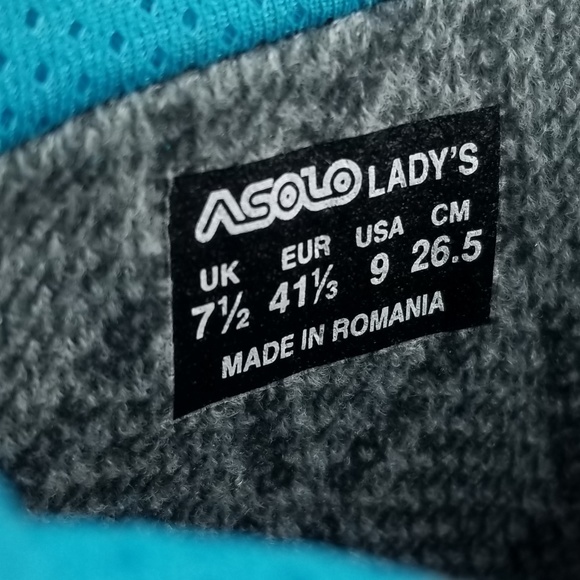 ASOLO LADY'S
UK EUR USA CM
7½ 41⅓ 9 26.5
MADE IN ROMANIA